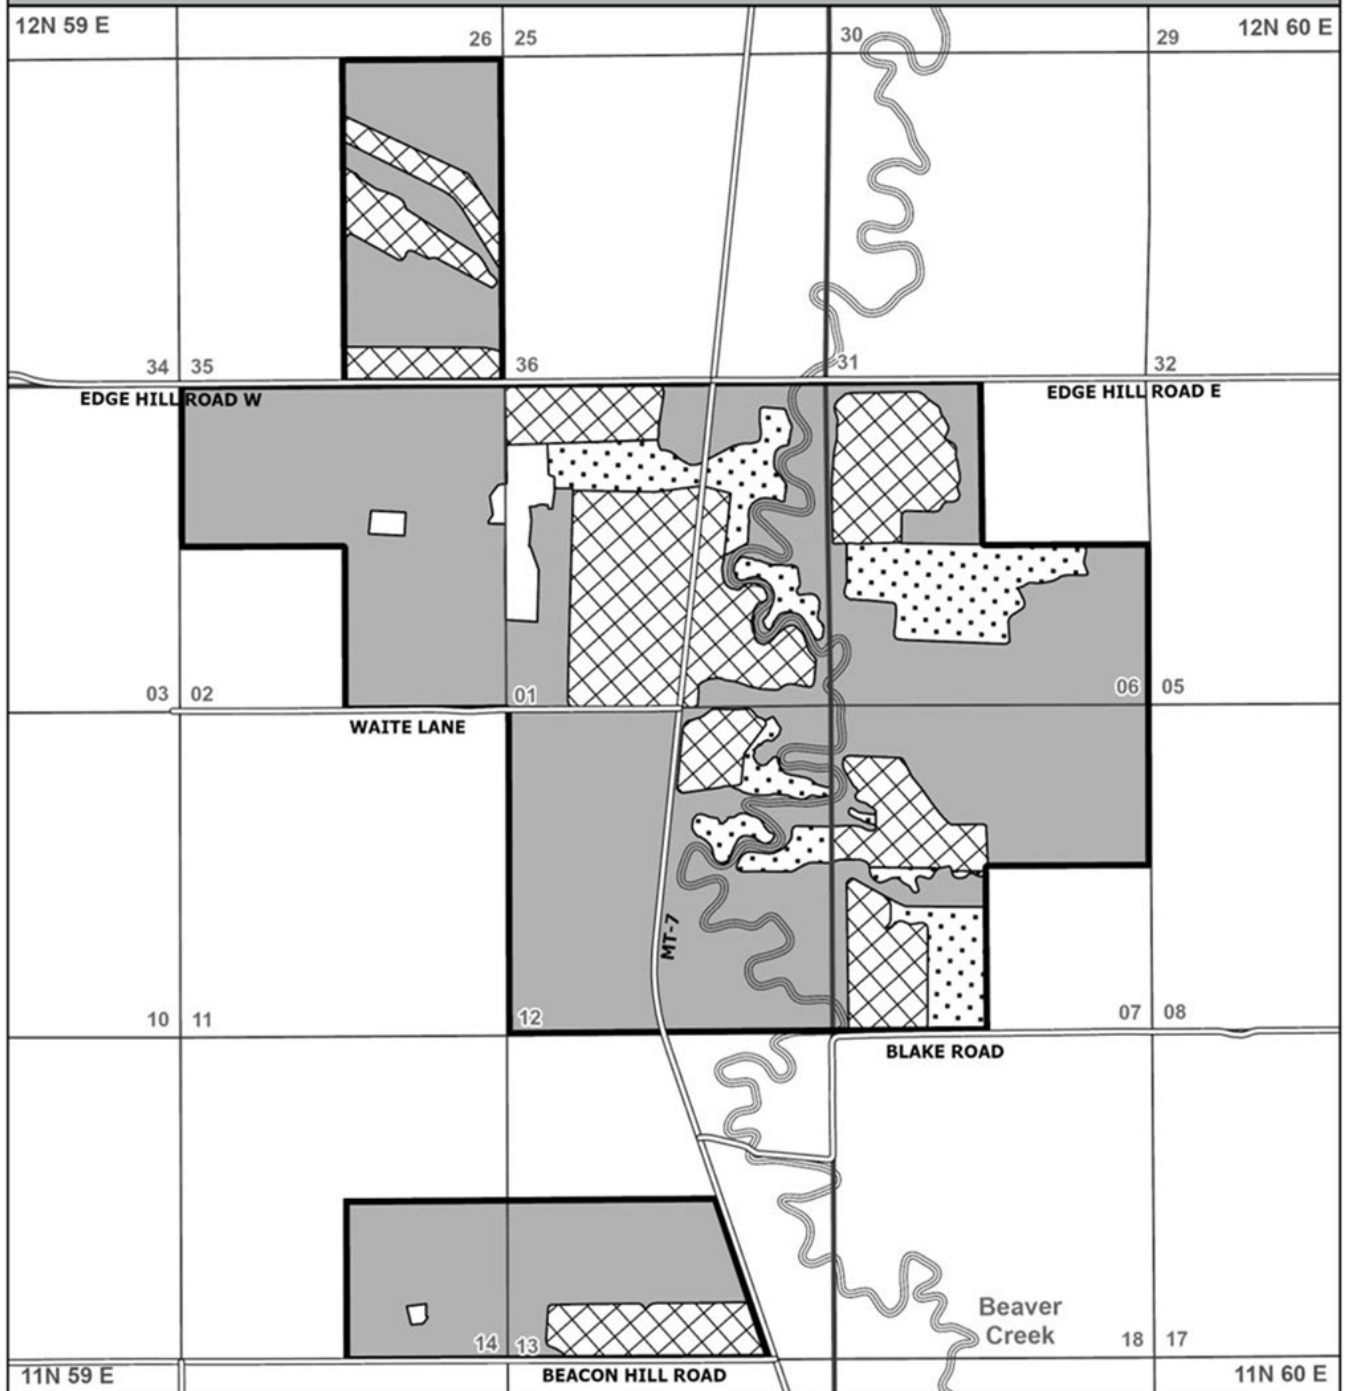 12N 59 E
26 25
30
29
12N 60 E
34 35
36
31
32
EDGE HILL ROAD W
EDGE HILL ROAD E
03 02
01
06 05
WAITE LANE
MT-7
10 11
12
07 08
BLAKE ROAD
Beaver
Creek
14 13
18 17
11N 59 E
BEACON HILL ROAD
11N 60 E